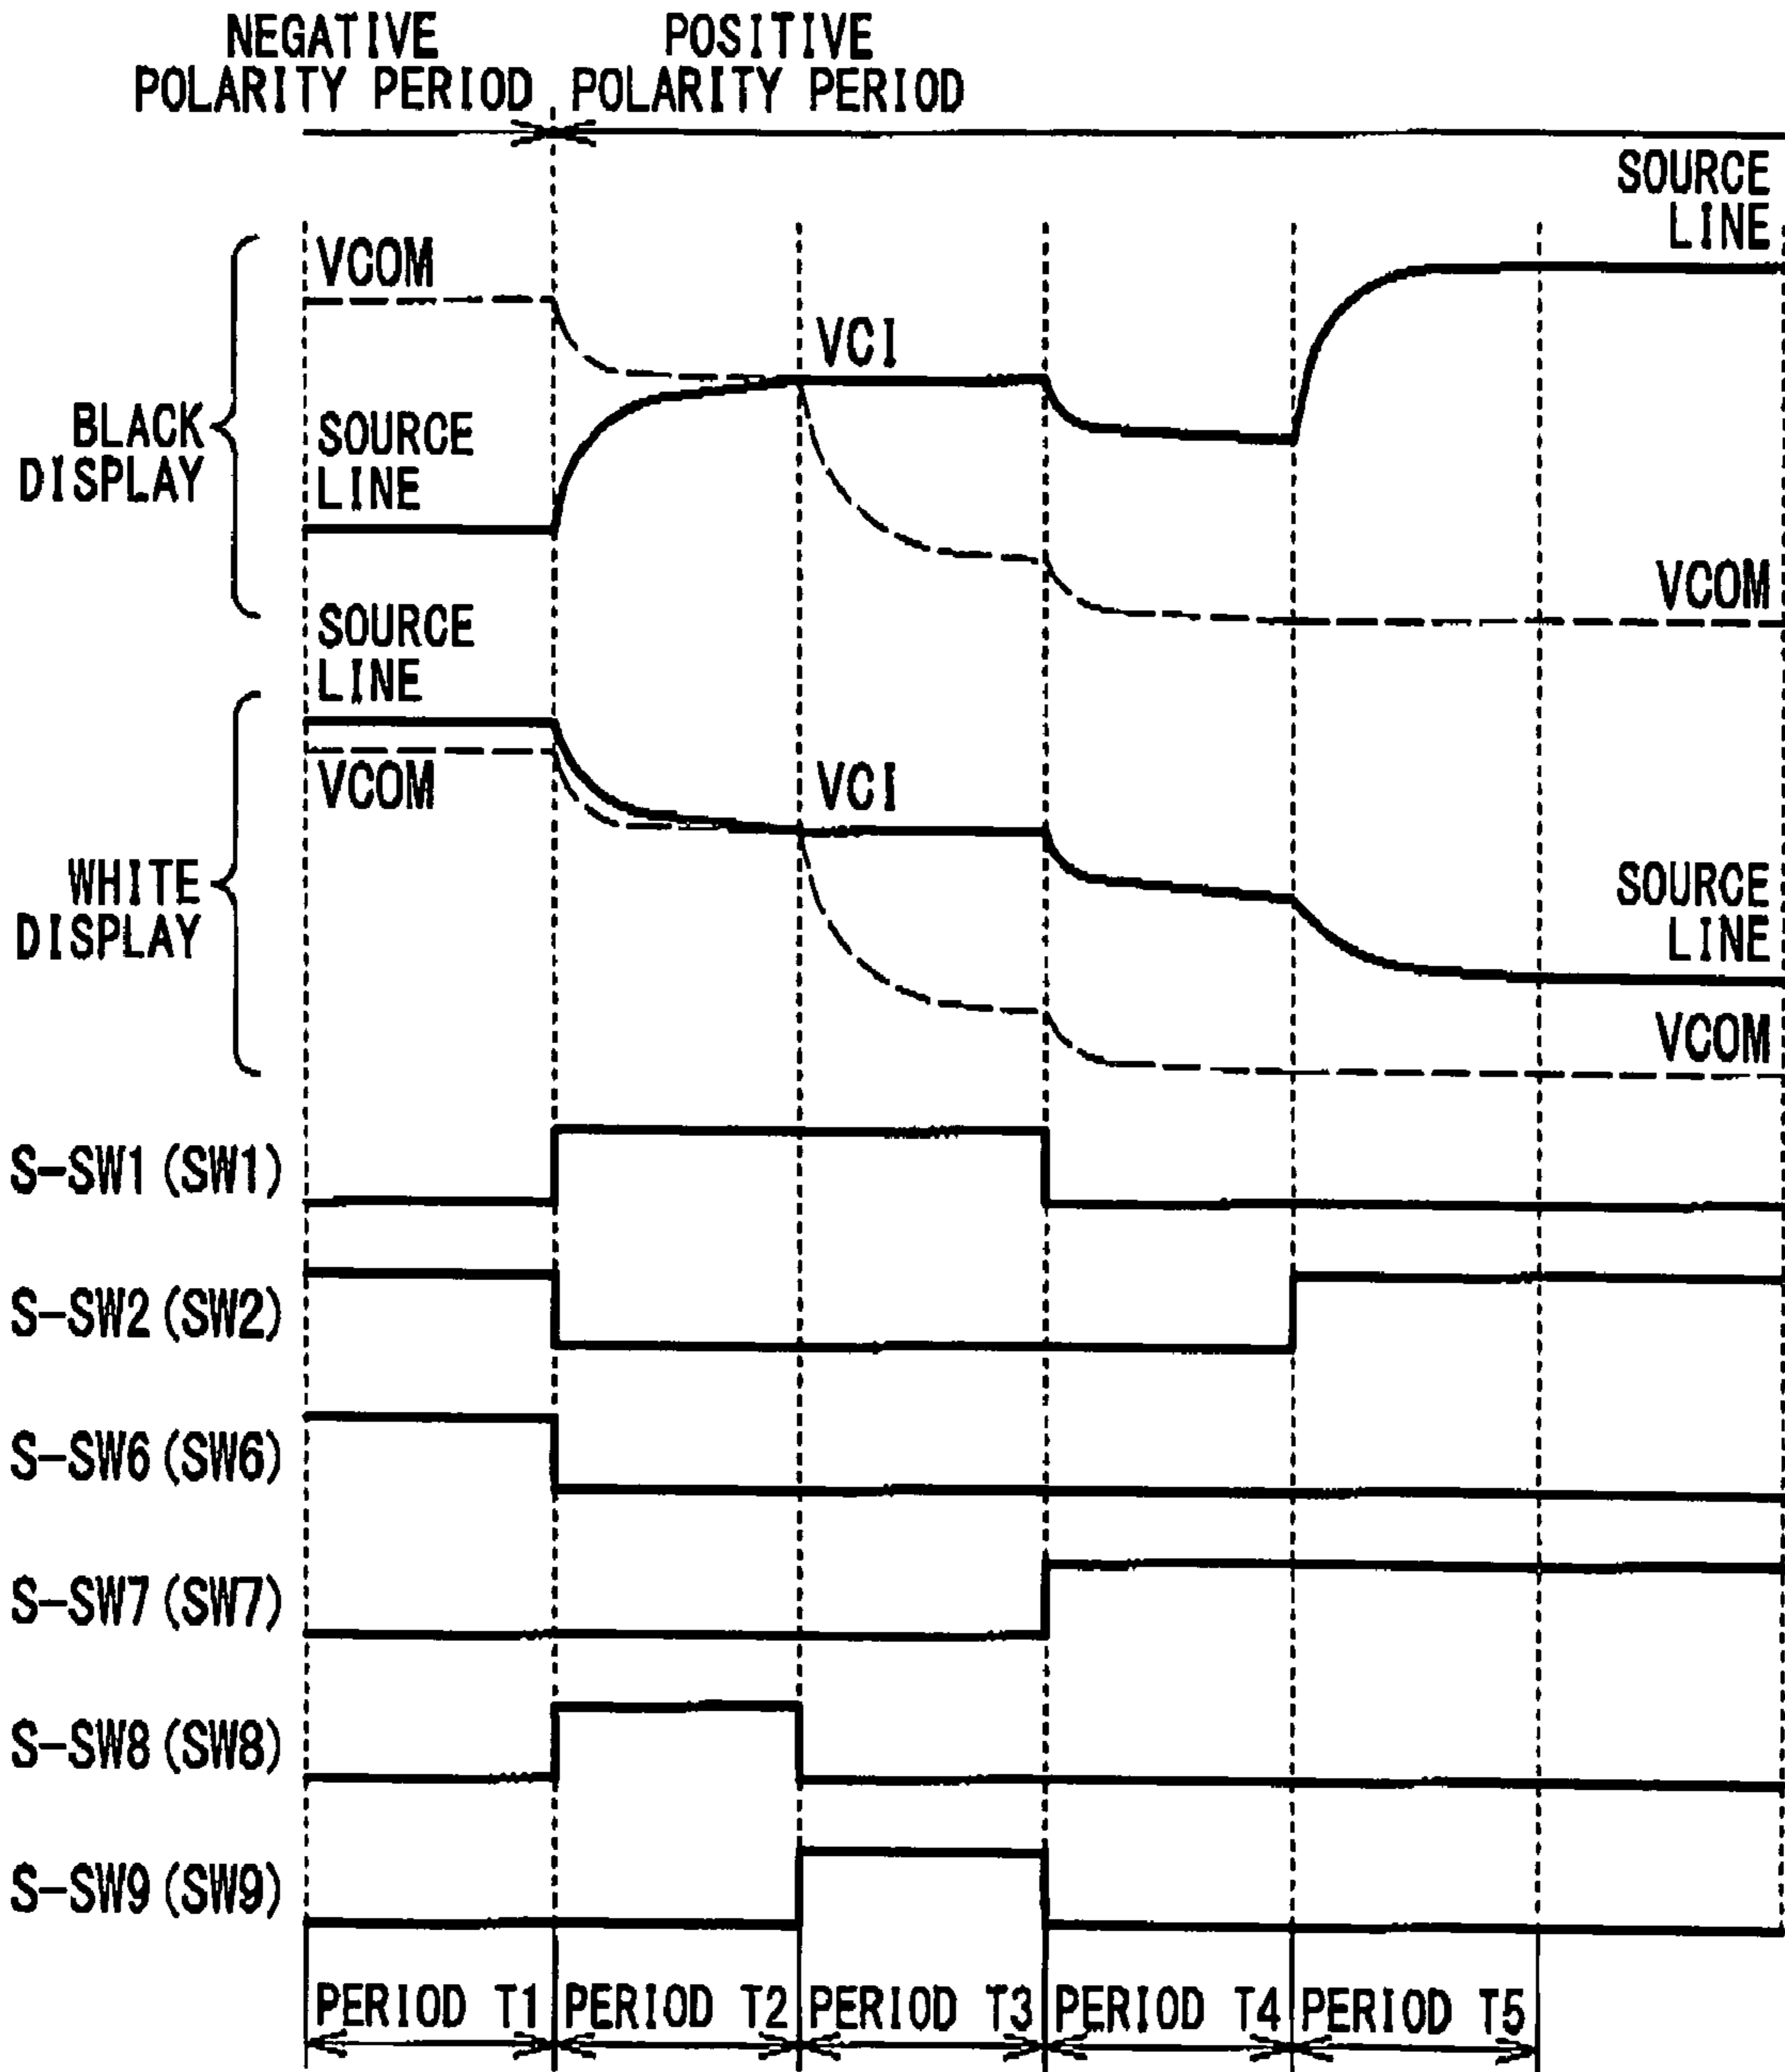 NEGATIVE
POLARITY PERIOD
POSITIVE
POLARITY PERIOD
SOURCE
LINE
VCOM
VCI
BLACK
DISPLAY
SOURCE
LINE
VCOM
SOURCE
LINE
VCOM
VCI
WHITE
DISPLAY
SOURCE
LINE
VCOM
S-SW1(SW1)
S-SW2(SW2)
S-SW6(SW6)
S-SW7(SW7)
S-SW8(SW8)
S-SW9(SW9)
PERIOD T1
PERIOD T2
PERIOD T3
PERIOD T4
PERIOD T5